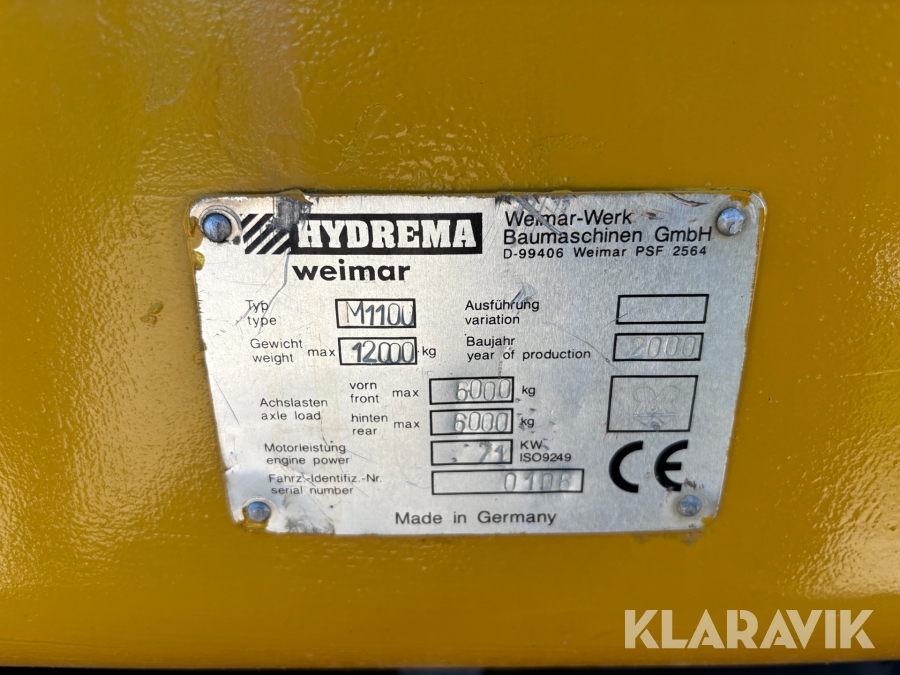 HYDREMA
weimar
Weimar-Werk
Baumaschinen GmbH
D-99406 Weimar PSF 2564
Typ
type
M1100
Ausführung
variation
Gewicht
weight max 12000 kg
Baujahr
year of production 2000
Achslasten
axle load
vorn
front max 6000 kg
hinten
rear max 6000 kg
Motorleistung
engine power 71 KW
ISO9249
Fahrz.-Identifiz.-Nr.
serial number 0106
CE
Made in Germany
KLARAVIK